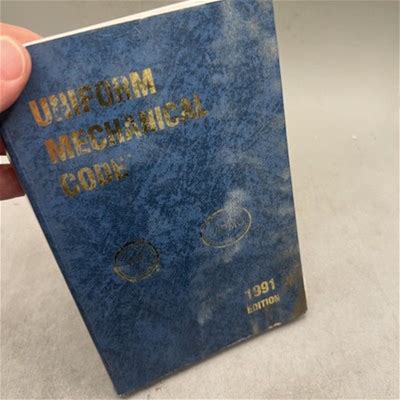 UNIFORM
MECHANICAL
CODE
1991
EDITION